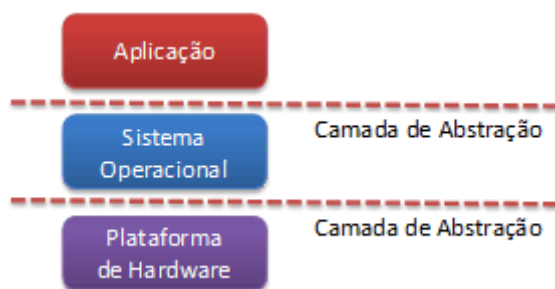 Aplicação
Sistema
Operacional
Camada de Abstração
Plataforma
de Hardware
Camada de Abstração